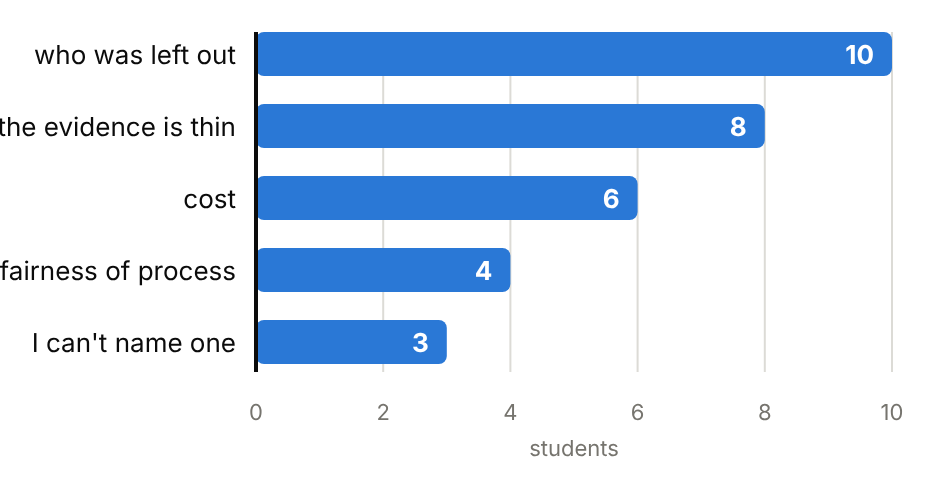 who was left out
10
the evidence is thin
8
cost
6
fairness of process
4
I can't name one
3
0 2 4 6 8 10
students